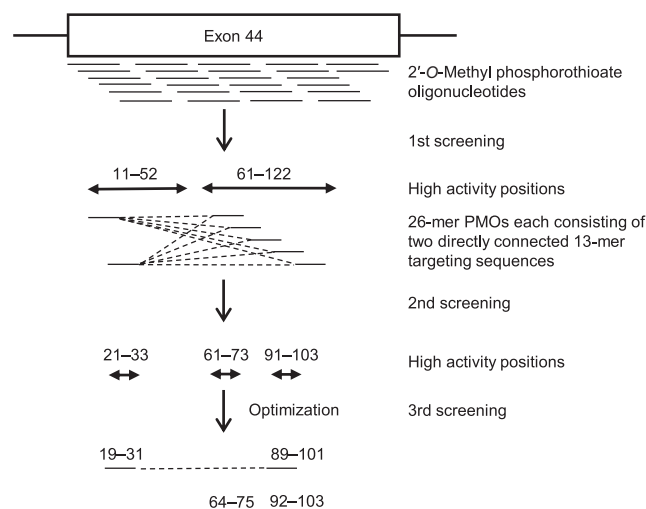 Exon 44
2′-O-Methyl phosphorothioate
oligonucleotides
1st screening
11–52 61–122
High activity positions
26-mer PMOs each consisting of
two directly connected 13-mer
targeting sequences
2nd screening
21–33 61–73 91–103
High activity positions
Optimization
3rd screening
19–31 89–101
64–75 92–103